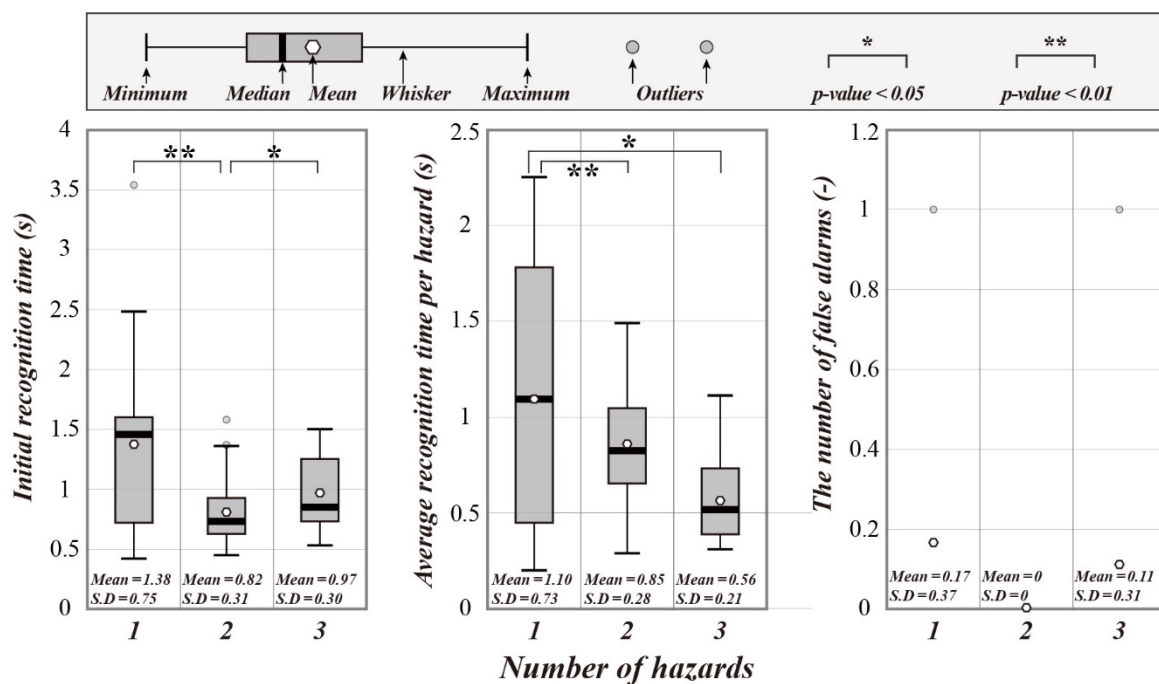 * **
Minimum Median Mean Whisker Maximum Outliers p-value < 0.05 p-value < 0.01
Initial recognition time (s)
4
3.5
3
2.5
2
1.5
1
0.5
0
** *
Mean =1.38 Mean =0.82 Mean =0.97
S.D =0.75 S.D =0.31 S.D =0.30
1 2 3
Average recognition time per hazard (s)
2.5
2
1.5
1
0.5
0
*
**
Mean =1.10 Mean =0.85 Mean =0.56
S.D =0.73 S.D =0.28 S.D =0.21
1 2 3
The number of false alarms (-)
1.2
1
0.8
0.6
0.4
0.2
0
Mean =0.17 Mean =0 Mean =0.11
S.D =0.37 S.D =0 S.D =0.31
1 2 3
Number of hazards